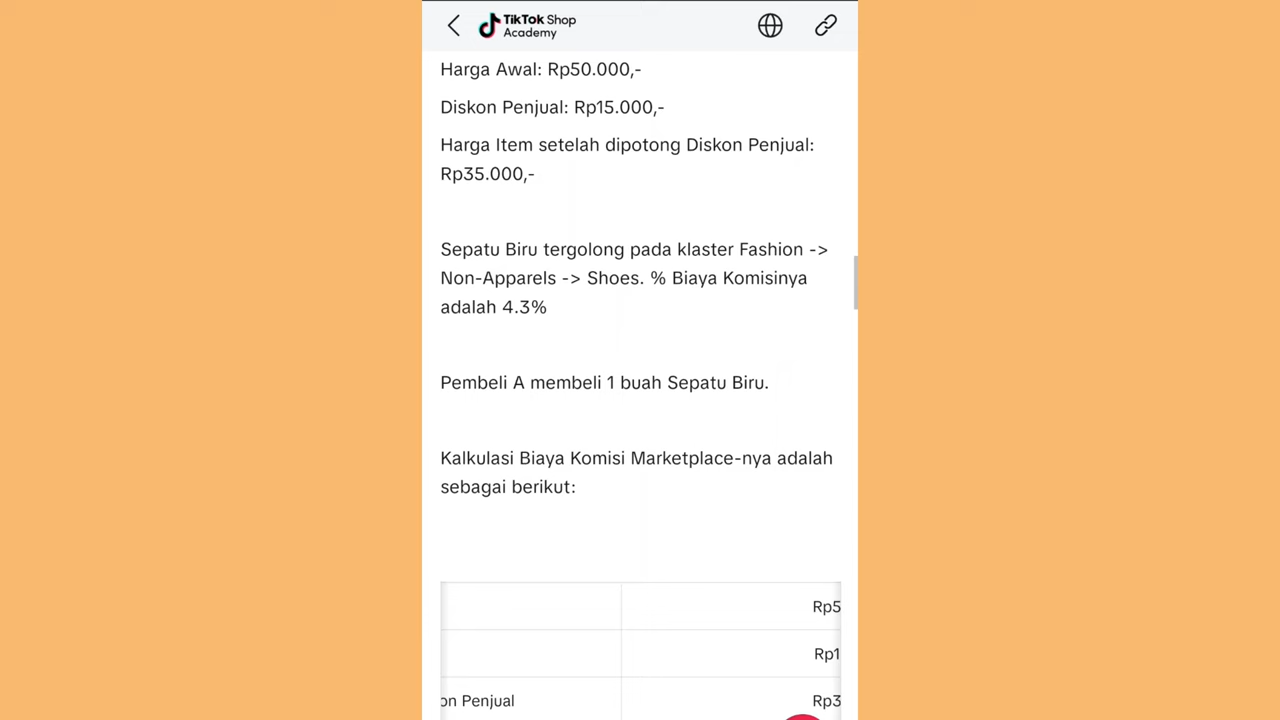 TikTok Shop
Academy
Harga Awal: Rp50.000,-
Diskon Penjual: Rp15.000,-
Harga Item setelah dipotong Diskon Penjual:
Rp35.000,-
Sepatu Biru tergolong pada klaster Fashion ->
Non-Apparels -> Shoes. % Biaya Komisinya
adalah 4.3%
Pembeli A membeli 1 buah Sepatu Biru.
Kalkulasi Biaya Komisi Marketplace-nya adalah
sebagai berikut:
Rp5
Rp1
on Penjual Rp3